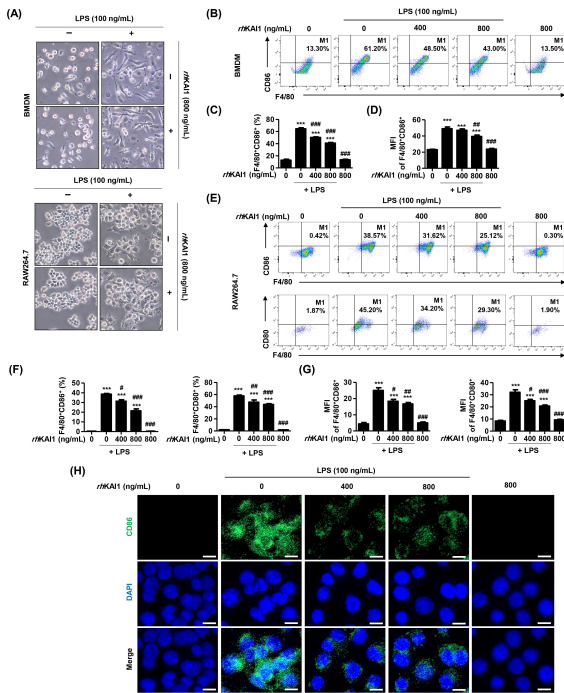 (A)
LPS (100 ng/mL)
− +
BMDM
−
+
rhKAI1 (800 ng/mL)
LPS (100 ng/mL)
− +
RAW264.7
−
+
rhKAI1 (800 ng/mL)
(B)
LPS (100 ng/mL)
rhKAI1 (ng/mL) 0 0 400 800 800
BMDM
CD86
M1 13.30%
M1 61.20%
M1 48.50%
M1 43.00%
M1 13.50%
F4/80
(C)
F4/80+CD86+ (%)
80
60
40
20
0
*** ### *** ### *** ###
rhKAI1 0 0 400 800 800 (ng/mL)
+ LPS
(D)
MFI
of F4/80+CD86+
80
60
40
20
0
*** *** ## *** ###
rhKAI1 0 0 400 800 800 (ng/mL)
+ LPS
(E)
LPS (100 ng/mL)
rhKAI1 (ng/mL) 0 0 400 800 800
RAW264.7
CD86
M1 0.42%
M1 38.57%
M1 31.62%
M1 25.12%
M1 0.30%
F4/80
CD80
M1 1.87%
M1 45.20%
M1 34.20%
M1 29.30%
M1 1.90%
F4/80
(F)
F4/80+CD86+ (%)
*** # *** ### *** ###
rhKAI1 0 0 400 800 800 (ng/mL)
+ LPS
F4/80+CD80+ (%)
*** ## *** ### *** ###
rhKAI1 0 0 400 800 800 (ng/mL)
+ LPS
(G)
MFI
of F4/80+CD86+
*** # *** ## *** ###
rhKAI1 0 0 400 800 800 (ng/mL)
+ LPS
MFI
of F4/80+CD80+
*** # *** ### *** ###
rhKAI1 0 0 400 800 800 (ng/mL)
+ LPS
(H)
LPS (100 ng/mL)
rhKAI1 (ng/mL) 0 0 400 800 800
CD86
DAPI
Merge